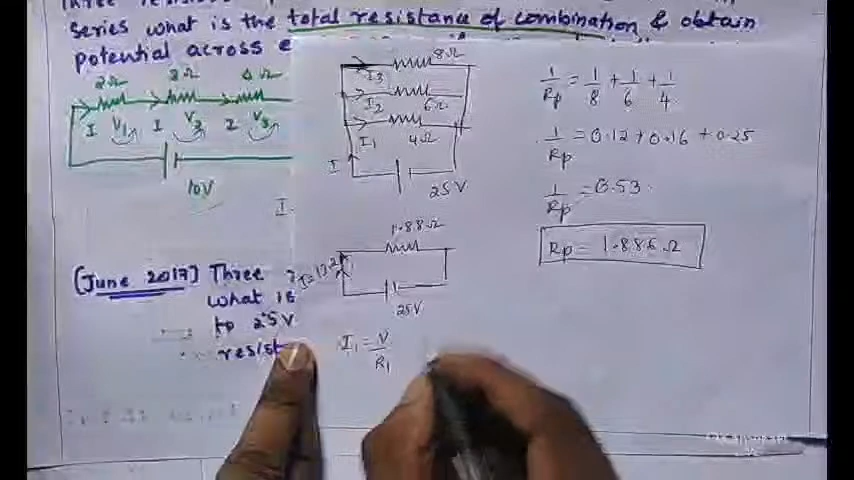 series what is the total resistance of combination & obtain
potential across e
2Ω 3Ω
I V1 I V2 I V3
10V
I.
(June 2017) Three
what is
to 25V
resist
8Ω
I3
I2 6Ω
I1 4Ω
I
25V
1.88Ω
25V
I1 = V/R1
1/Rp = 1/8 + 1/6 + 1/4
1/Rp = 0.12 + 0.16 + 0.25
1/Rp = 0.53
Rp = 1.886 Ω